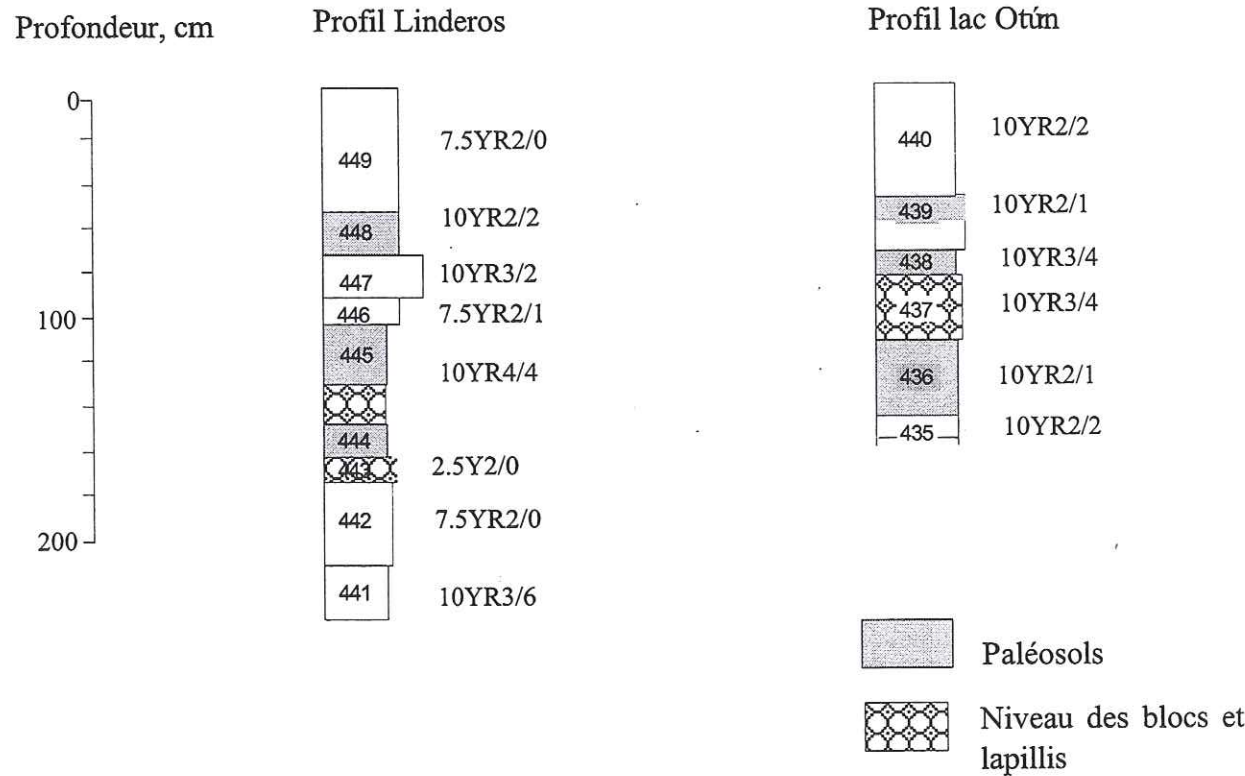 Profondeur, cm
Profil Linderos
Profil lac Otún
0
100
200
449
7.5YR2/0
448
10YR2/2
447
10YR3/2
446
7.5YR2/1
445
10YR4/4
444
443
2.5Y2/0
442
7.5YR2/0
441
10YR3/6
440
10YR2/2
439
10YR2/1
438
10YR3/4
437
10YR3/4
436
10YR2/1
435
10YR2/2
Paléosols
Niveau des blocs et
lapillis